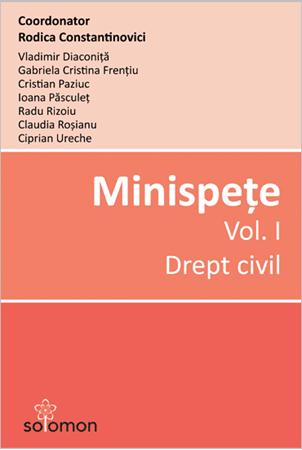 Coordonator
Rodica Constantinovici
Vladimir Diaconiță
Gabriela Cristina Frențiu
Cristian Paziuc
Ioana Păsculeț
Radu Rizoiu
Claudia Roșianu
Ciprian Ureche
Minispețe
Vol. I
Drept civil
solomon